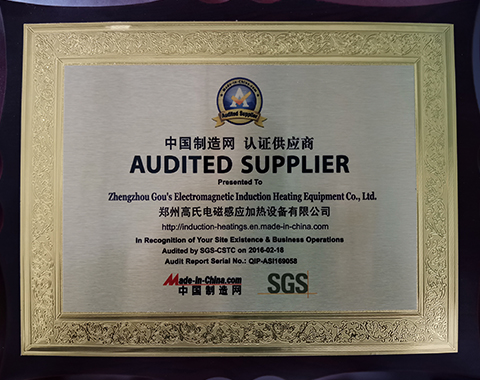 MADE-IN-CHINA.COM
Audited Supplier
中国制造网 认证供应商
AUDITED SUPPLIER
Presented To
Zhengzhou Gou's Electromagnetic Induction Heating Equipment Co., Ltd.
郑州高氏电磁感应加热设备有限公司
http://induction-heatings.en.made-in-china.com/
In Recognition of Your Site Existence & Business Operations
Audited by SGS-CSTC on 2016-02-16
Audit Report Serial No.: QIP-ASI169058
Made-in-China.com
中国制造网
SGS